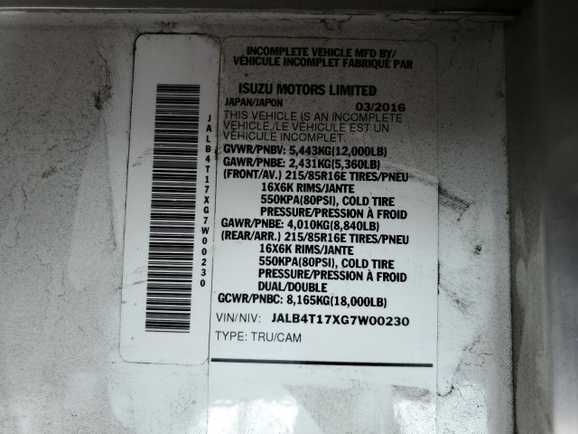 INCOMPLETE VEHICLE MFD BY/
VÉHICULE INCOMPLET FABRIQUÉ PAR
ISUZU MOTORS LIMITED
JAPAN/JAPON 03/2016
THIS VEHICLE IS AN INCOMPLETE
VEHICLE./LE VÉHICULE EST UN
VÉHICULE INCOMPLET.
GVWR/PNBV: 5,443KG(12,000LB)
GAWR/PNBE: 2,431KG(5,360LB)
(FRONT/AV.) 215/85R16E TIRES/PNEU
16X6K RIMS/JANTE
550KPA(80PSI), COLD TIRE
PRESSURE/PRESSION À FROID
GAWR/PNBE: 4,010KG(8,840LB)
(REAR/ARR.) 215/85R16E TIRES/PNEU
16X6K RIMS/JANTE
550KPA(80PSI), COLD TIRE
PRESSURE/PRESSION À FROID
DUAL/DOUBLE
GCWR/PNBC: 8,165KG(18,000LB)
VIN/NIV: JALB4T17XG7W00230
TYPE: TRU/CAM
JALB4T17XG7W00230